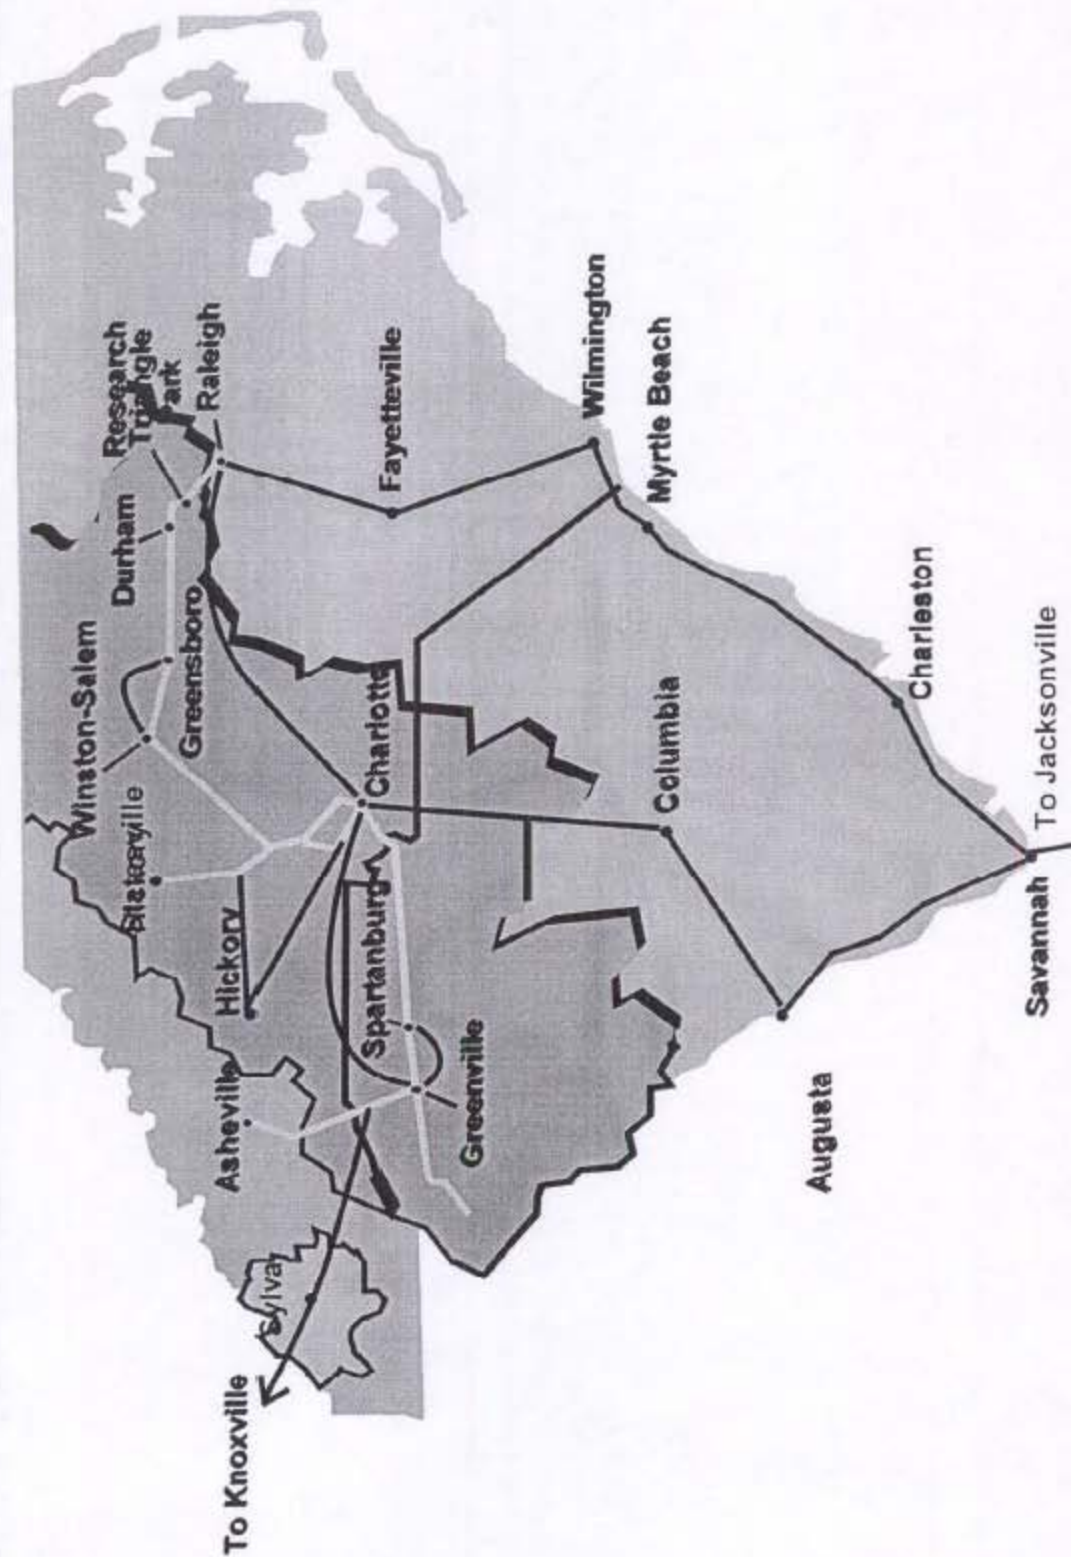 Winston-Salem
Durham
Research
Triangle
Park
Raleigh
Greensboro
Hickory
Asheville
To Knoxville
Sylva
Spartanburg
Charlotte
Fayetteville
Greenville
Wilmington
Myrtle Beach
Columbia
Augusta
Charleston
Savannah
To Jacksonville